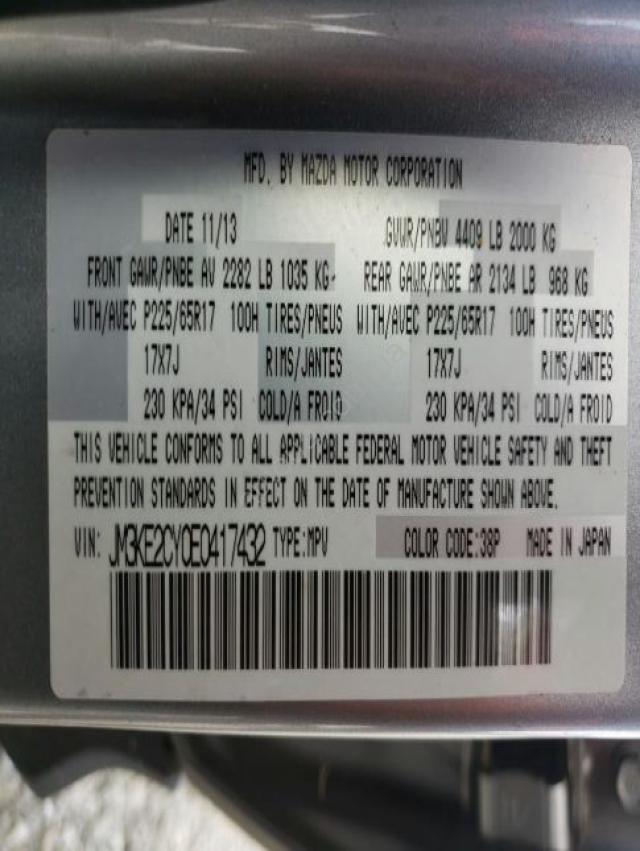 MFD. BY MAZDA MOTOR CORPORATION
DATE 11/13 GVWR/PNBV 4409 LB 2000 KG
FRONT GAWR/PNBE AV 2282 LB 1035 KG REAR GAWR/PNBE AR 2134 LB 968 KG
WITH/AVEC P225/65R17 100H TIRES/PNEUS WITH/AVEC P225/65R17 100H TIRES/PNEUS
17X7J RIMS/JANTES 17X7J RIMS/JANTES
230 KPA/34 PSI COLD/A FROID 230 KPA/34 PSI COLD/A FROID
THIS VEHICLE CONFORMS TO ALL APPLICABLE FEDERAL MOTOR VEHICLE SAFETY AND THEFT
PREVENTION STANDARDS IN EFFECT ON THE DATE OF MANUFACTURE SHOWN ABOVE.
VIN: JM3KE2CY0E0417432 TYPE:MPV COLOR CODE:38P MADE IN JAPAN